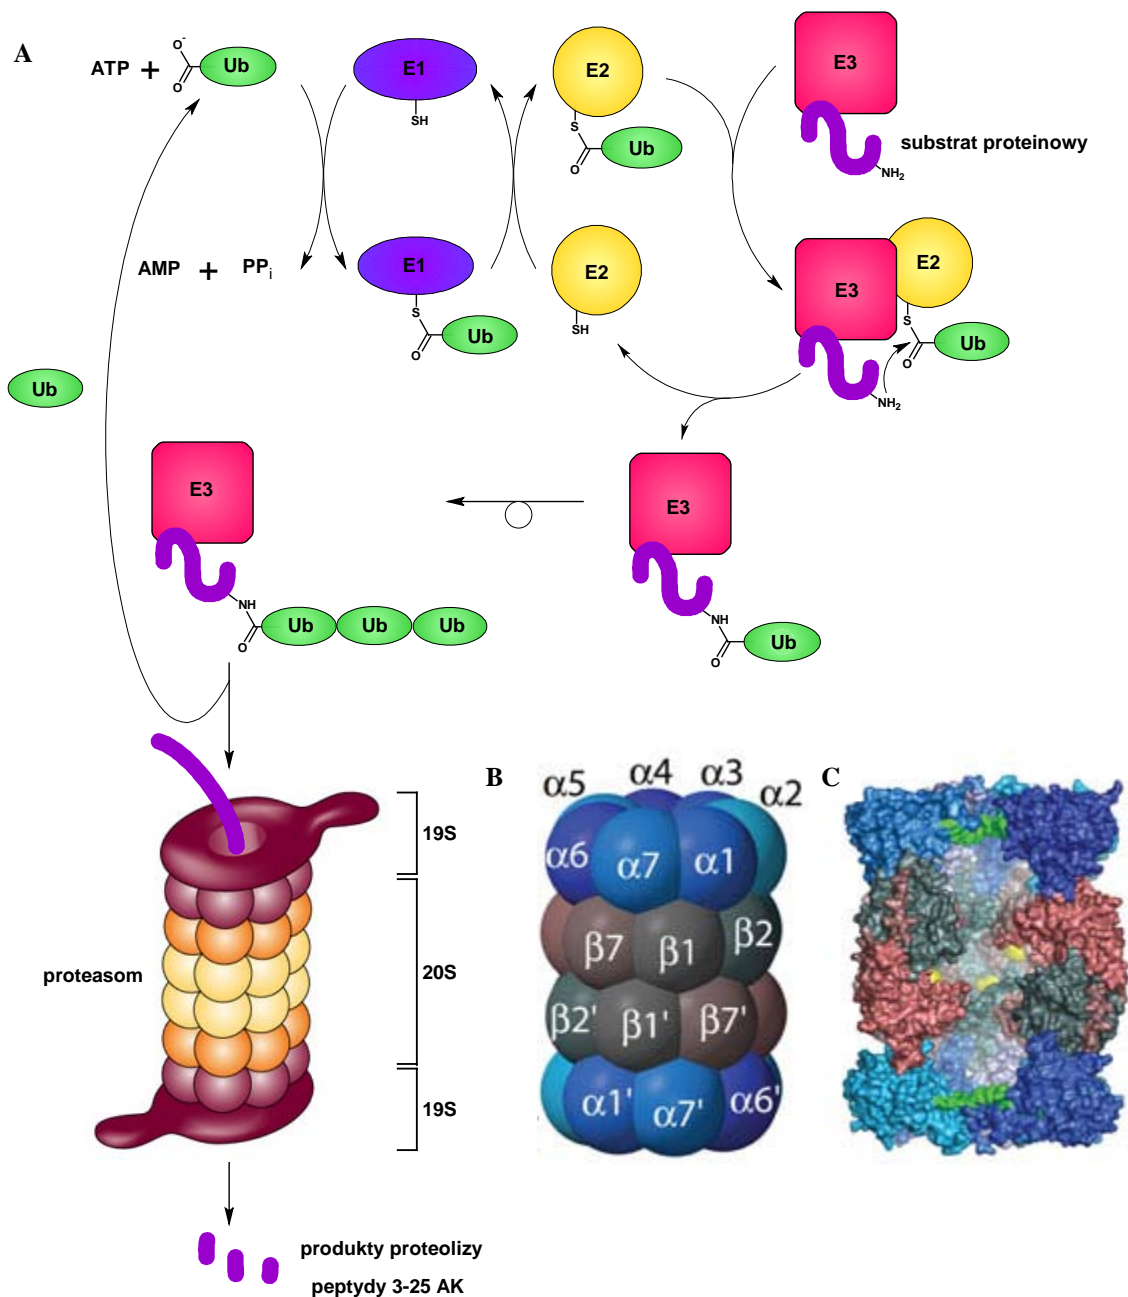 A
ATP + O⁻ O Ub
E1
SH
E2
S
O
Ub
E3
substrat proteinowy
NH₂
AMP + PPᵢ
E1
S
O
Ub
E2
SH
E3
E2
S
O
Ub
NH₂
Ub
E3
NH
O
Ub Ub Ub
E3
NH
O
Ub
B
α5 α4 α3 α2
α6 α7 α1
β7 β1 β2
β2' β1' β7'
α1' α7' α6'
C
19S
proteasom
20S
19S
produkty proteolizy
peptydy 3-25 AK